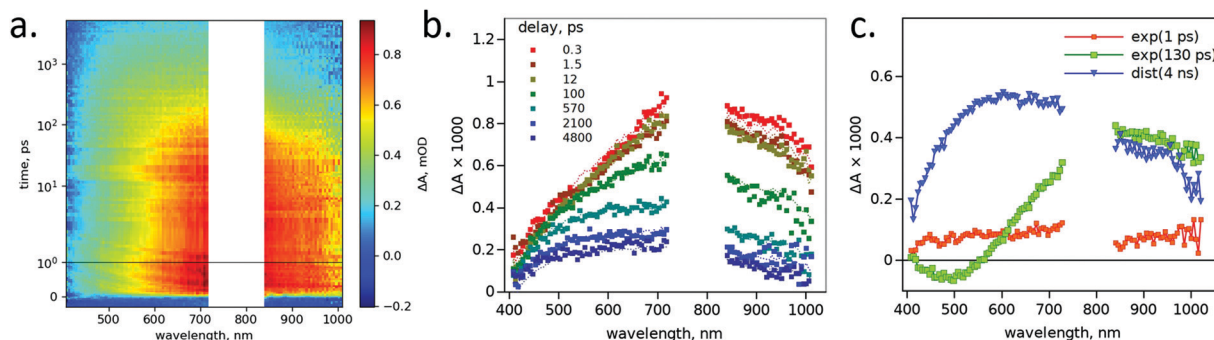 a.
time, ps
10³
10²
10¹
10⁰
0
500 600 700 800 900 1000
wavelength, nm
0.8
0.6
0.4
0.2
0.0
−0.2
ΔA, mOD
b.
delay, ps
0.3
1.5
12
100
570
2100
4800
ΔA × 1000
1.2
1
0.8
0.6
0.4
0.2
0
400 500 600 700 800 900 1000
wavelength, nm
c.
exp(1 ps)
exp(130 ps)
dist(4 ns)
ΔA × 1000
0.6
0.4
0.2
0
400 500 600 700 800 900 1000
wavelength, nm